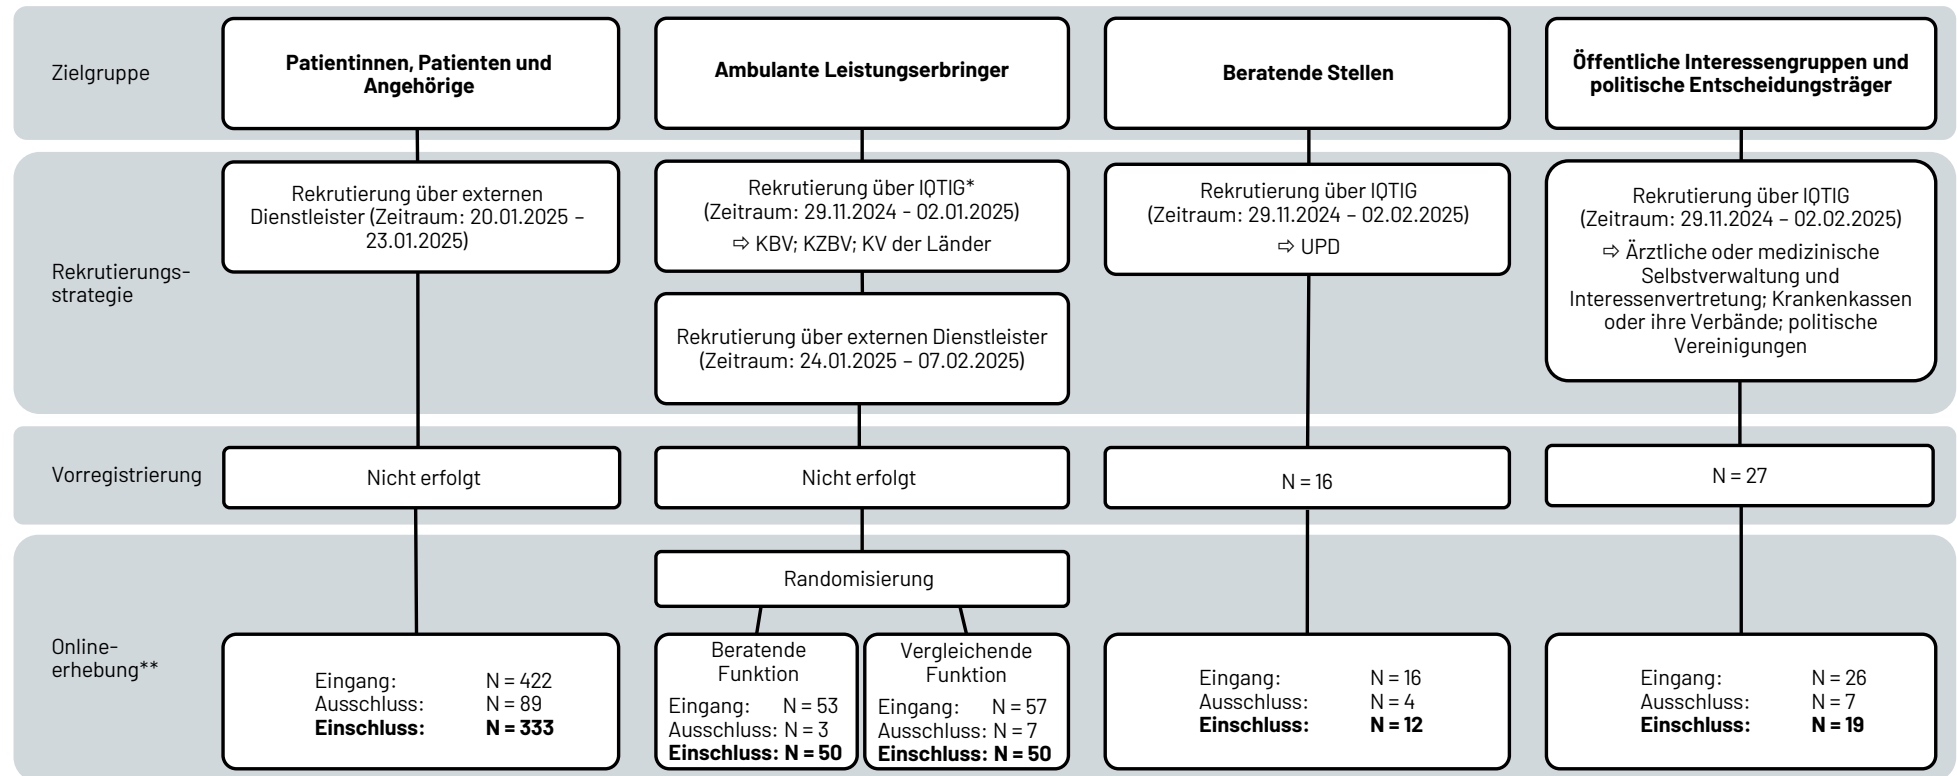 Zielgruppe
Patientinnen, Patienten und
Angehörige
Ambulante Leistungserbringer
Beratende Stellen
Öffentliche Interessengruppen und
politische Entscheidungsträger
Rekrutierungs-
strategie
Rekrutierung über externen
Dienstleister (Zeitraum: 20.01.2025 –
23.01.2025)
Rekrutierung über IQTIG*
(Zeitraum: 29.11.2024 - 02.01.2025)
⇨ KBV; KZBV; KV der Länder
Rekrutierung über externen Dienstleister
(Zeitraum: 24.01.2025 – 07.02.2025)
Rekrutierung über IQTIG
(Zeitraum: 29.11.2024 – 02.02.2025)
⇨ UPD
Rekrutierung über IQTIG
(Zeitraum: 29.11.2024 – 02.02.2025)
⇨ Ärztliche oder medizinische
Selbstverwaltung und
Interessenvertretung; Krankenkassen
oder ihre Verbände; politische
Vereinigungen
Vorregistrierung
Nicht erfolgt
Nicht erfolgt
N = 16
N = 27
Online-
erhebung**
Eingang: N = 422
Ausschluss: N = 89
Einschluss: N = 333
Randomisierung
Beratende
Funktion
Eingang: N = 53
Ausschluss: N = 3
Einschluss: N = 50
Vergleichende
Funktion
Eingang: N = 57
Ausschluss: N = 7
Einschluss: N = 50
Eingang: N = 16
Ausschluss: N = 4
Einschluss: N = 12
Eingang: N = 26
Ausschluss: N = 7
Einschluss: N = 19